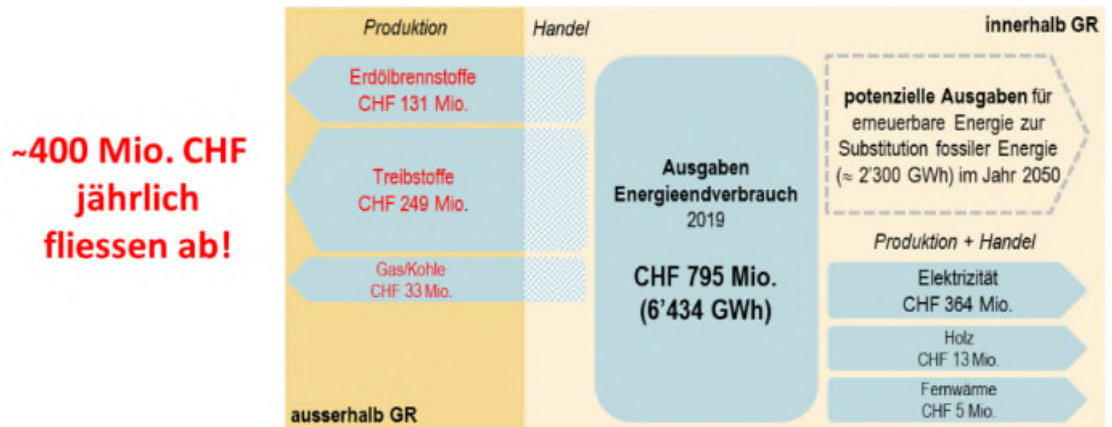 ~400 Mio. CHF
jährlich
fliessen ab!
Produktion
Handel
innerhalb GR
Erdölbrennstoffe
CHF 131 Mio.
Treibstoffe
CHF 249 Mio.
Gas/Kohle
CHF 33 Mio.
ausserhalb GR
Ausgaben
Energieendverbrauch
2019
CHF 795 Mio.
(6'434 GWh)
potenzielle Ausgaben für
erneuerbare Energie zur
Substitution fossiler Energie
(≈ 2'300 GWh) im Jahr 2050
Produktion + Handel
Elektrizität
CHF 364 Mio.
Holz
CHF 13 Mio.
Fernwärme
CHF 5 Mio.